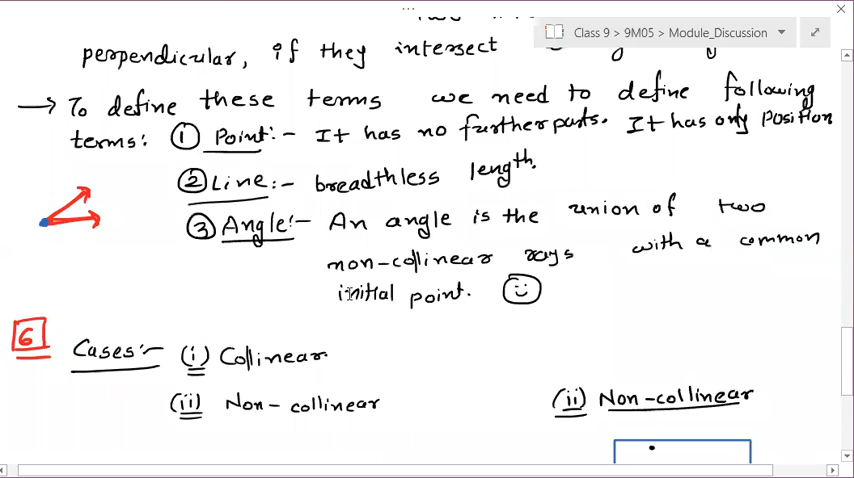 Class 9 > 9M05 > Module_Discussion
perpendicular, if they intersect
→ To define these terms we need to define following
terms: ① Point:- It has no further parts. It has only position
② Line:- breadthless length.
③ Angle:- An angle is the union of two
non-collinear rays with a common
initial point. ☺
6 Cases:- (i) Collinear
(ii) Non-collinear
(ii) Non-collinear